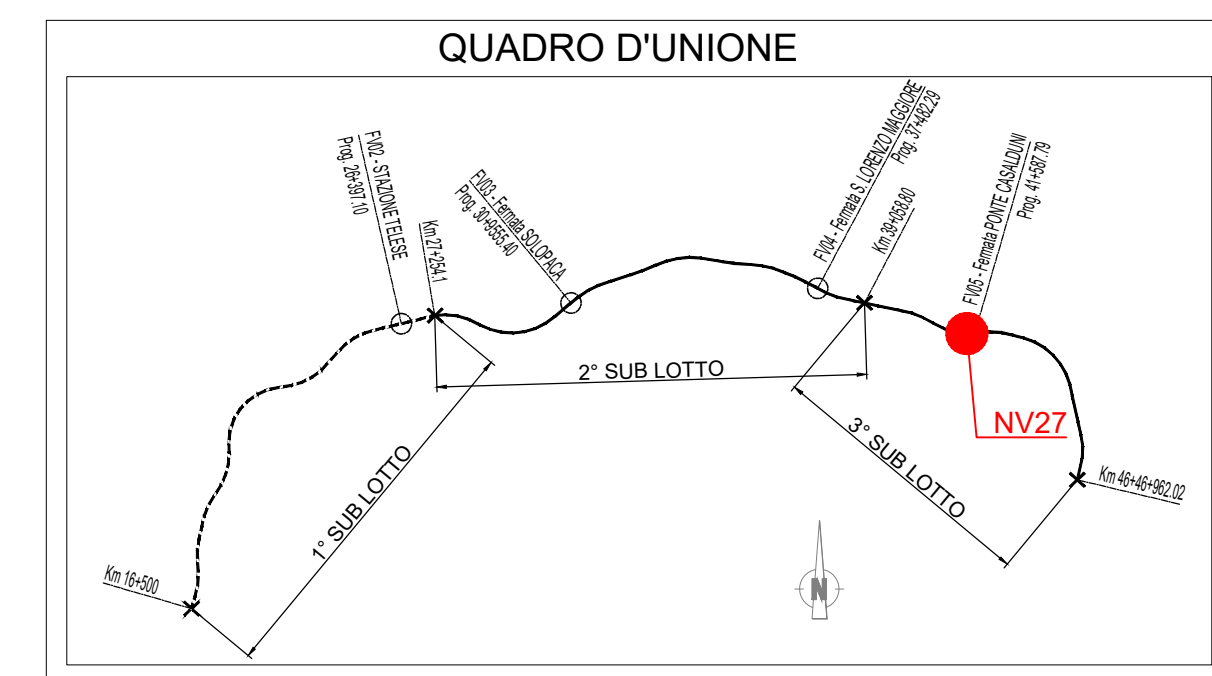 QUADRO D'UNIONE
FV02 - STAZIONE TELESE
Prog. 26+397.10
Km 27+254.1
FV03 - Fermata SOLOPACA
Prog. 30+9555.40
FV04 - Fermata S. LORENZO MAGGIORE
Prog. 37+482.29
Km 39+058.80
FV05 - Fermata PONTE CASALDUNI
Prog. 41+587.79
2° SUB LOTTO
NV27
3° SUB LOTTO
1° SUB LOTTO
Km 46+46+962.02
Km 16+500
N